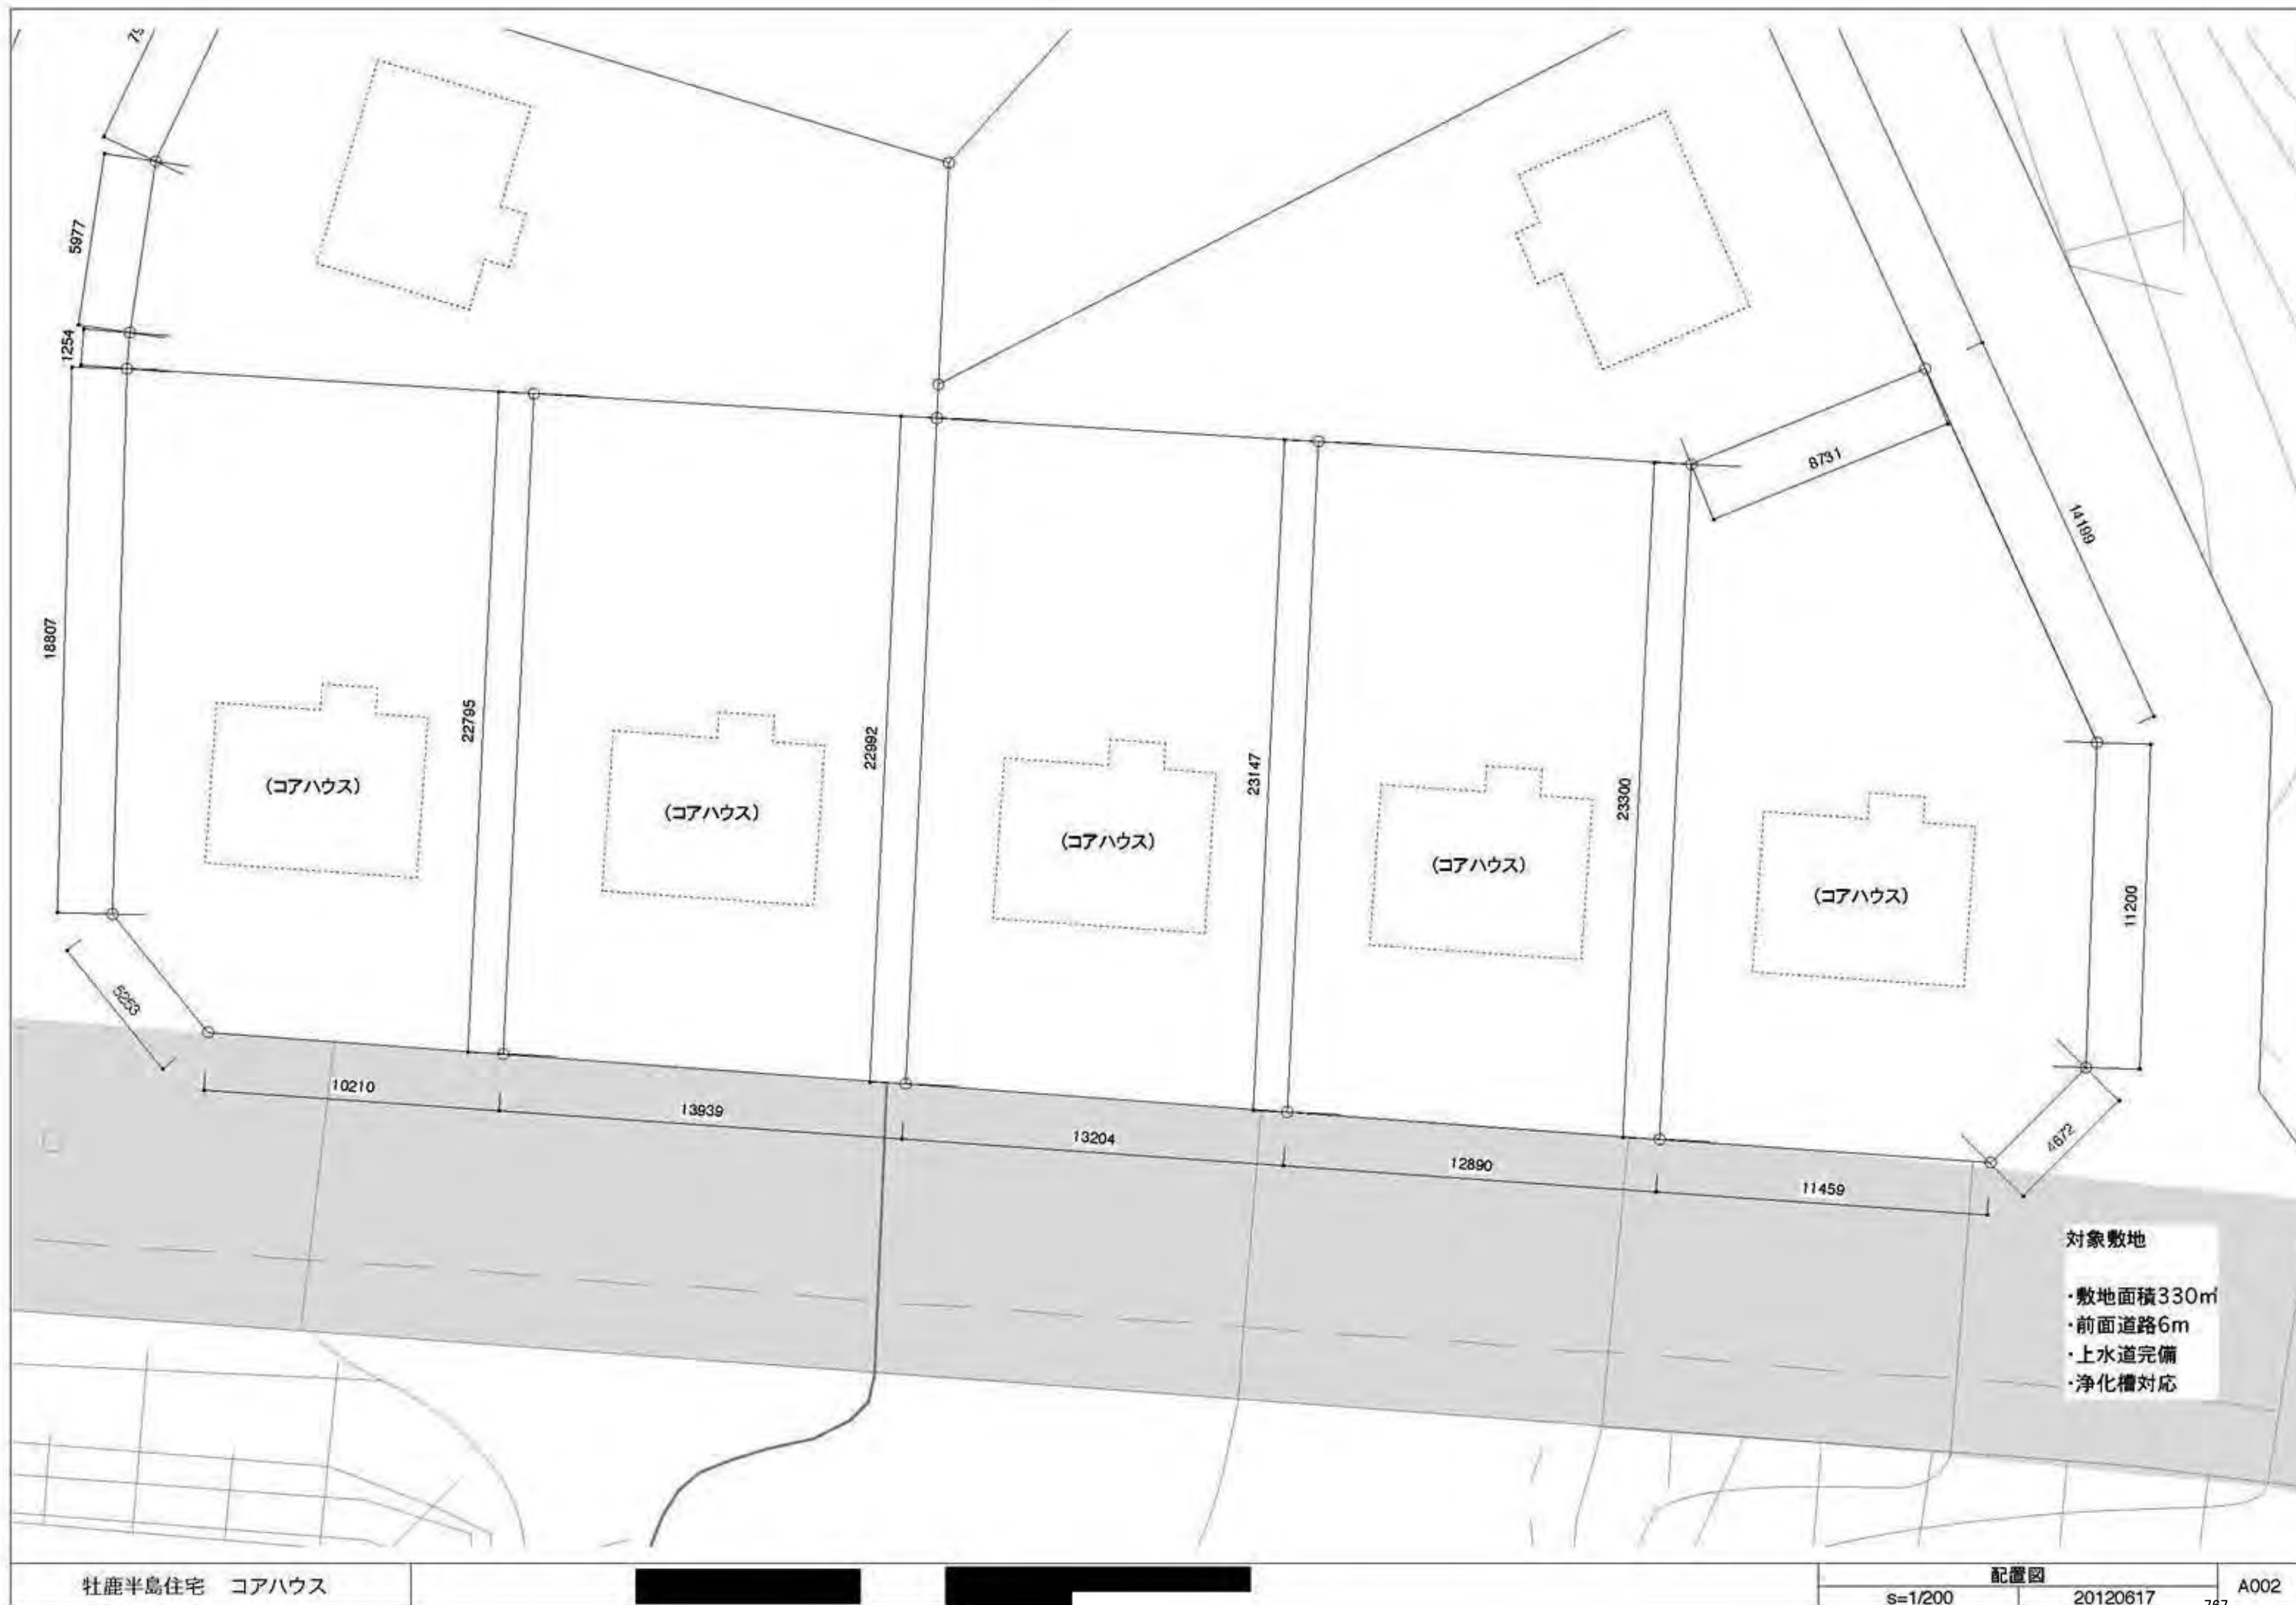 5977
1254
18807
5253
22795
22992
23147
23300
8731
14199
11200
4672
(コアハウス)
(コアハウス)
(コアハウス)
(コアハウス)
(コアハウス)
10210
13939
13204
12890
11459
対象敷地
・敷地面積330㎡
・前面道路6m
・上水道完備
・浄化槽対応
牡鹿半島住宅 コアハウス
配置図
s=1/200
20120617
A002